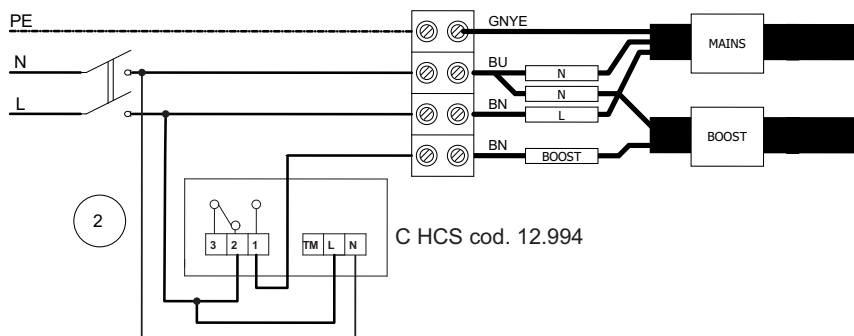 PE
GNYE
MAINS
N
BU
N
N
L
BN
L
BN
BOOST
BOOST
2
3 2 1
TM L N
C HCS cod. 12.994